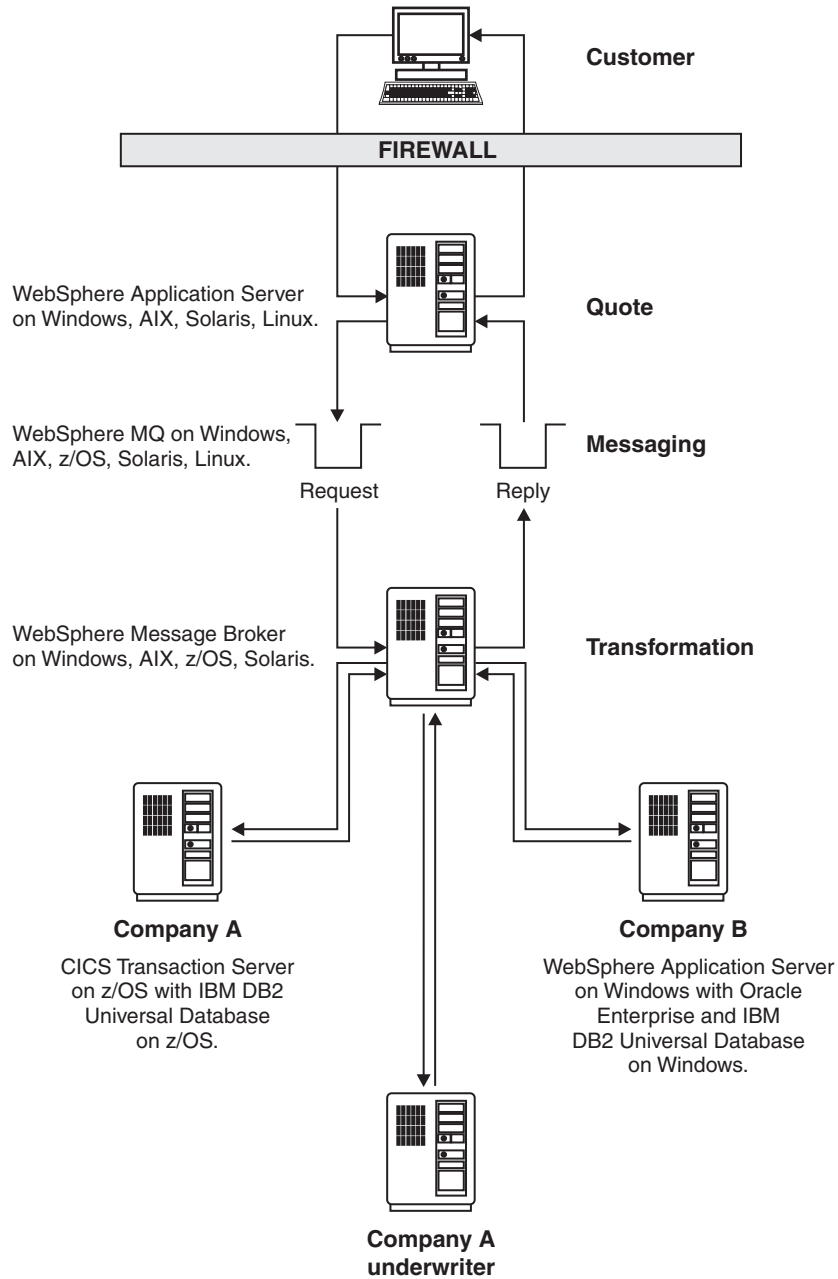 Customer
FIREWALL
WebSphere Application Server
on Windows, AIX, Solaris, Linux.
Quote
WebSphere MQ on Windows,
AIX, z/OS, Solaris, Linux.
Messaging
Request
Reply
WebSphere Message Broker
on Windows, AIX, z/OS, Solaris.
Transformation
Company A
CICS Transaction Server
on z/OS with IBM DB2
Universal Database
on z/OS.
Company B
WebSphere Application Server
on Windows with Oracle
Enterprise and IBM
DB2 Universal Database
on Windows.
Company A
underwriter